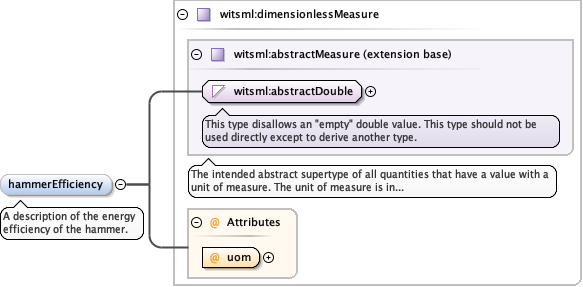 witsml:dimensionlessMeasure
witsml:abstractMeasure (extension base)
witsml:abstractDouble
This type disallows an "empty" double value. This type should not be
used directly except to derive another type.
hammerEfficiency
The intended abstract supertype of all quantities that have a value with a
unit of measure. The unit of measure is in...
A description of the energy
efficiency of the hammer.
@ Attributes
@ uom